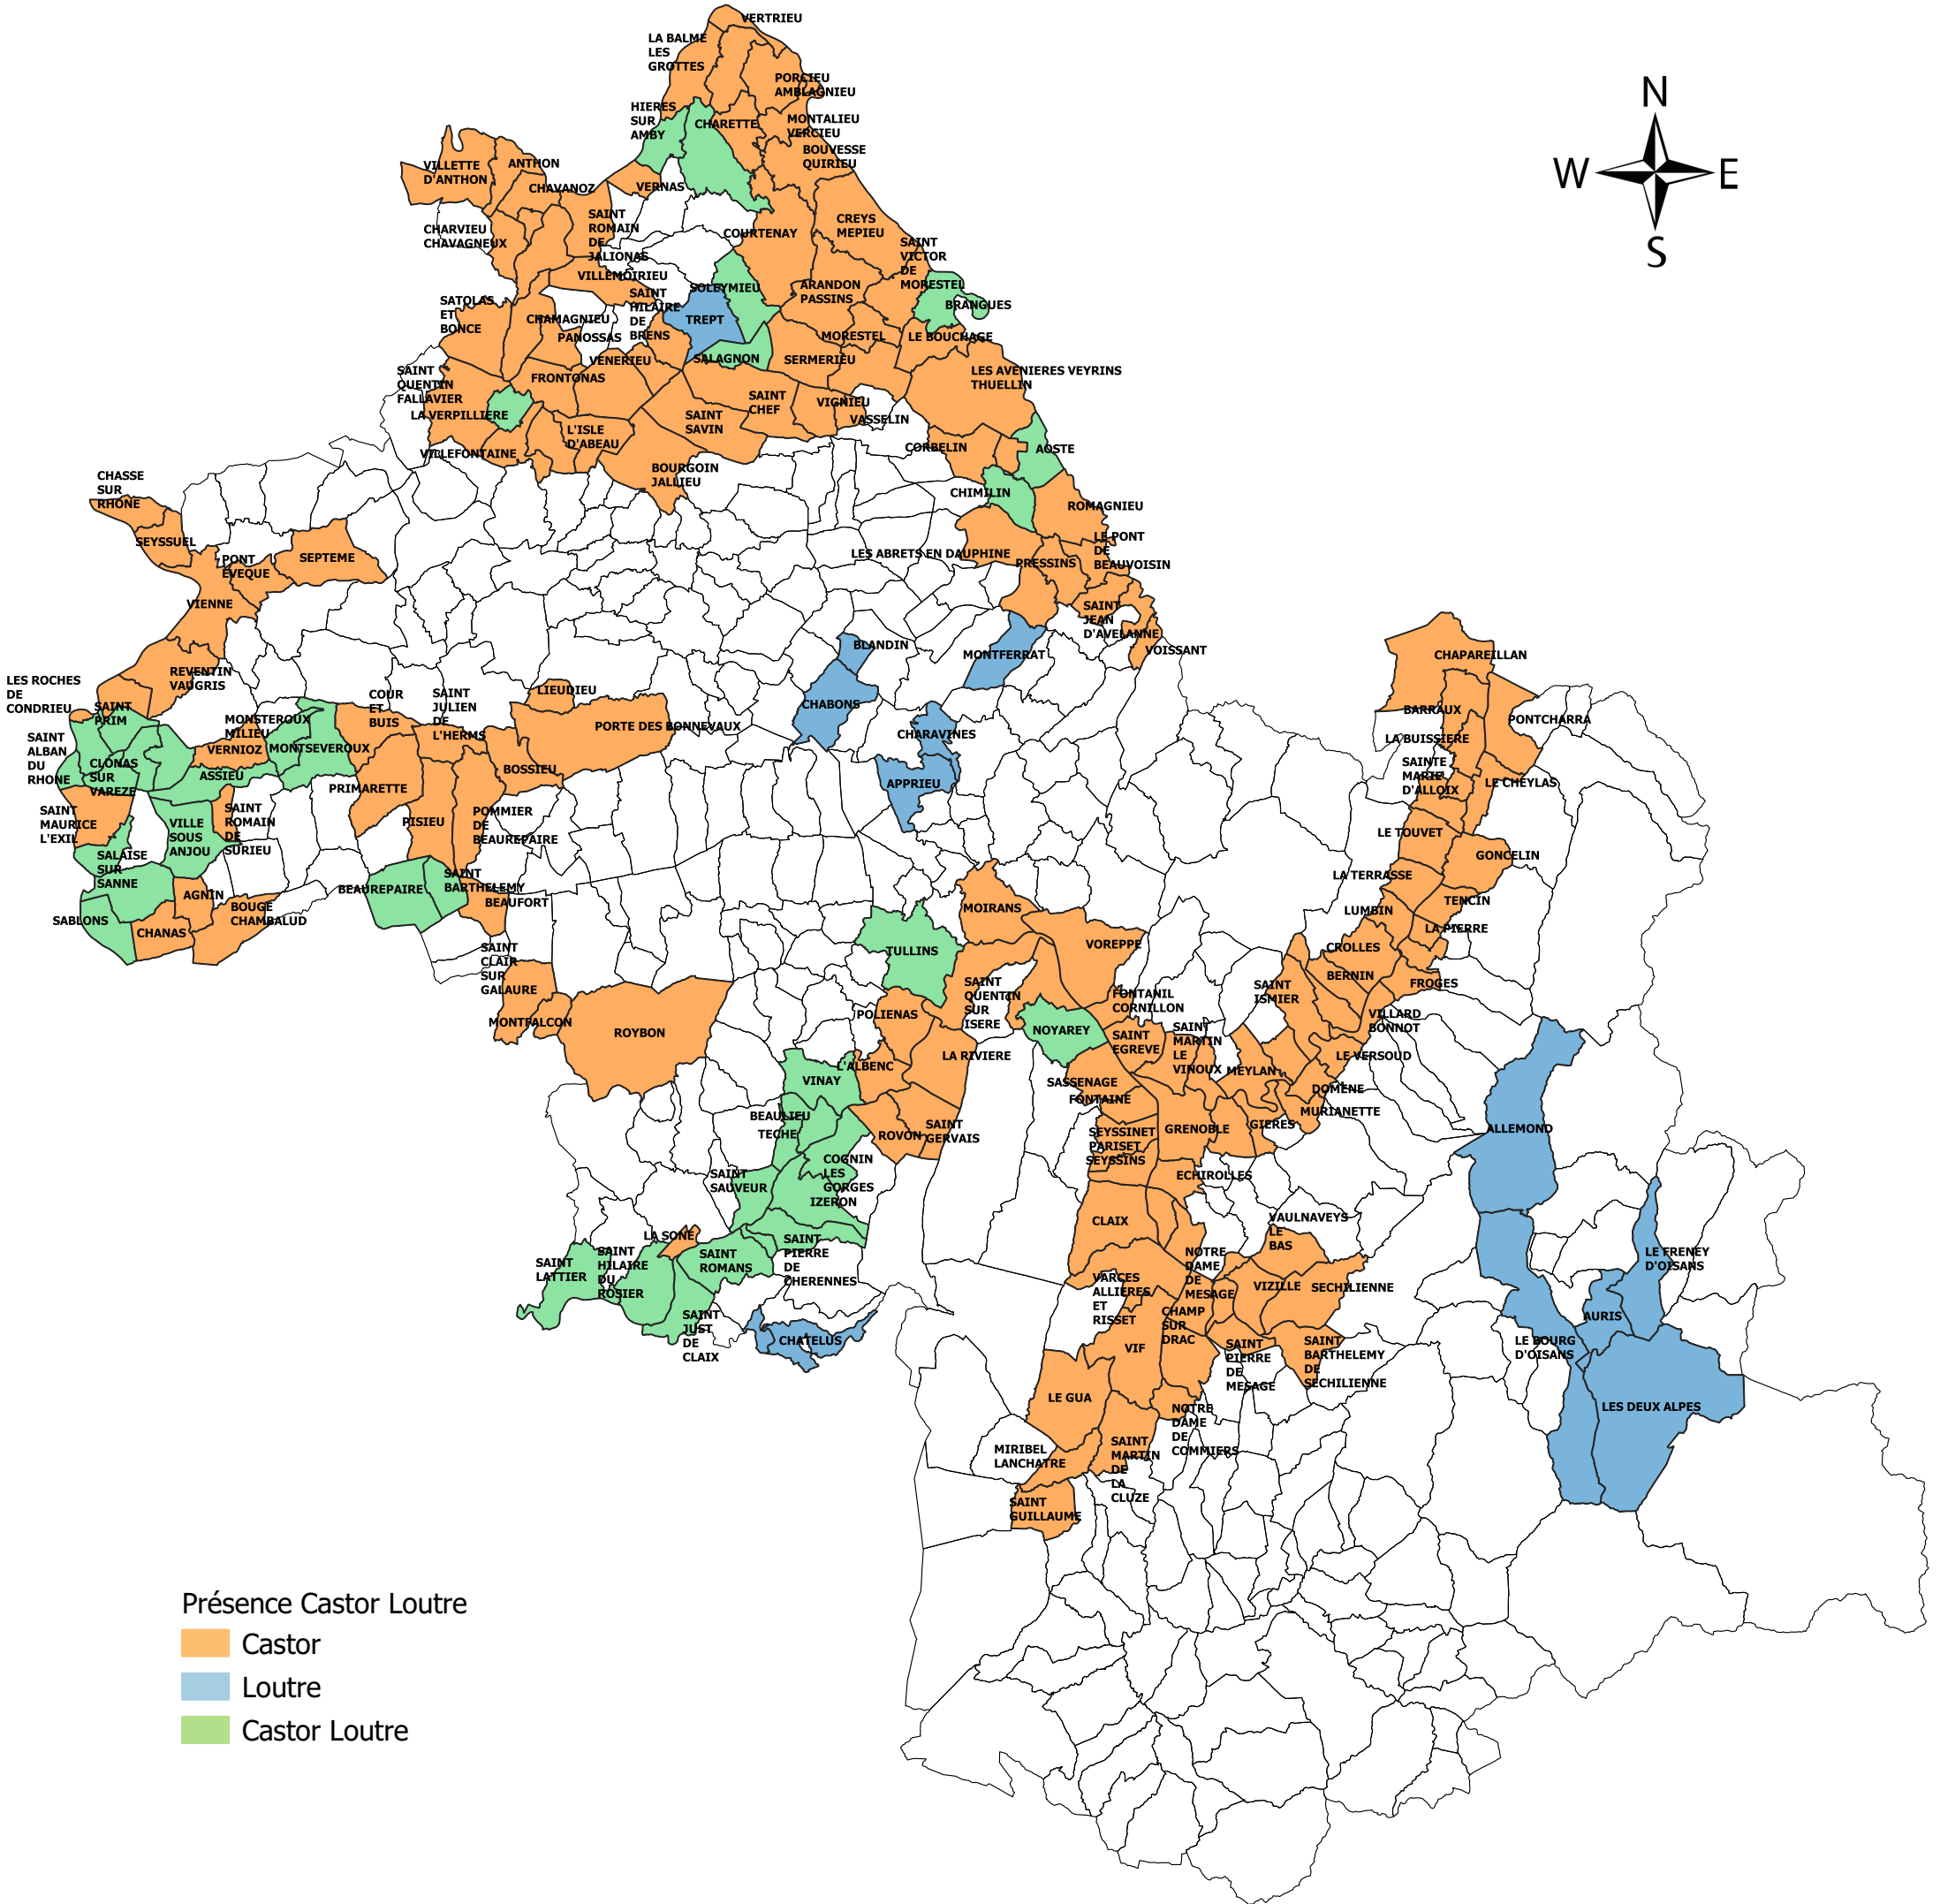 VERTRIEU
LA BALME
LES
GROTTES
PORCIEU
AMBLAGNIEU
HIERES
SUR
AMBY
CHARETTE
MONTALIEU
VERCIEU
BOUVESSE
QUIRIEU
N
W
E
S
VILLETTE
D'ANTHON
ANTHON
CHAVANOZ
VERNAS
CHARVIEU
CHAVAGNEUX
SAINT
ROMAIN
DE
JALIONAS
COURTENAY
CREYS
MEPIEU
SAINT
VICTOR
DE
MORESTEL
VILLEMOIRIEU
SOLEYMIEU
ARANDON
PASSINS
BRANGUES
SATOLAS
ET
BONCE
CHAMAGNIEU
PANOSSAS
SAINT
HILAIRE
DE
BRENS
TREPT
MORESTEL
LE BOUCHAGE
VENERIEU
SALAGNON
SERMERIEU
SAINT
QUENTIN
FALLAVIER
FRONTONAS
LES AVENIERES VEYRINS
THUELLIN
LA VERPILLIERE
L'ISLE
D'ABEAU
SAINT
SAVIN
SAINT
CHEF
VIGNIEU
VASSELIN
VILLEFONTAINE
BOURGOIN
JALLIEU
CORBELIN
AOSTE
CHIMILIN
ROMAGNIEU
CHASSE
SUR
RHONE
SEYSSUEL
PONT
EVEQUE
SEPTEME
VIENNE
LES ABRETS EN DAUPHINE
PRESSINS
LE PONT
DE
BEAUVOISIN
SAINT
JEAN
D'AVELANNE
VOISSANT
BLANDIN
MONTFERRAT
CHABONS
CHARAVINES
APPRIEU
REVENTIN
VAUGRIS
LES ROCHES
DE
CONDRIEU
SAINT
PRIM
SAINT
ALBAN
DU
RHONE
CLONAS
SUR
VAREZE
MONSTEROUX
MILIEU
VERNIOZ
MONTSEVEROUX
ASSIEU
COUR
ET
BUIS
SAINT
JULIEN
DE
L'HERMS
LIEUDIEU
PORTE DES BONNEVAUX
BOSSIEU
PRIMARETTE
PISIEU
POMMIER
DE
BEAUREPAIRE
SAINT
MAURICE
L'EXIL
VILLE
SOUS
ANJOU
SAINT
ROMAIN
DE
SURIEU
SALAISE
SUR
SANNE
AGNIN
BOUGE
CHAMBALUD
SABLONS
CHANAS
BEAUREPAIRE
SAINT
BARTHELEMY
BEAUFORT
SAINT
CLAIR
SUR
GALAURE
MONTFALCON
ROYBON
CHAPAREILLAN
BARRAUX
PONTCHARRA
LA BUISSIERE
SAINTE
MARIE
D'ALLOIX
LE CHEYLAS
LE TOUVET
GONCELIN
LA TERRASSE
TENCIN
LUMBIN
LA PIERRE
CROLLES
BERNIN
FROGES
SAINT
ISMIER
VILLARD
BONNOT
LE VERSOUD
MOIRANS
VOREPPE
TULLINS
SAINT
QUENTIN
SUR
ISERE
FONTANIL
CORNILLON
POLIENAS
NOYAREY
SAINT
EGREVE
SAINT
MARTIN
LE
VINOUX
MEYLAN
LA RIVIERE
L'ALBENC
VINAY
SASSENAGE
FONTAINE
DOMENE
MURIANETTE
BEAULIEU
TECHE
ROVON
SAINT
GERVAIS
SEYSSINET
PARISET
SEYSSINS
GRENOBLE
GIERES
ECHIROLLES
COGNIN
LES
GORGES
IZERON
SAINT
SAUVEUR
CLAIX
VAULNAVEYS
LE
BAS
LA SONE
SAINT
LATTIER
SAINT
HILAIRE
DU
ROSIER
SAINT
ROMANS
SAINT
PIERRE
DE
CHERENNES
SAINT
JUST
DE
CLAIX
CHATELUS
VARCES
ALLIERES
ET
RISSET
NOTRE
DAME
DE
MESAGE
VIZILLE
SECHILIENNE
CHAMP
SUR
DRAC
VIF
SAINT
PIERRE
DE
MESAGE
SAINT
BARTHELEMY
DE
SECHILIENNE
LE GUA
NOTRE
DAME
DE
COMMIERS
MIRIBEL
LANCHATRE
SAINT
MARTIN
DE
LA
CLUZE
SAINT
GUILLAUME
ALLEMOND
LE FRENEY
D'OISANS
AURIS
LE BOURG
D'OISANS
LES DEUX ALPES
Présence Castor Loutre
Castor
Loutre
Castor Loutre